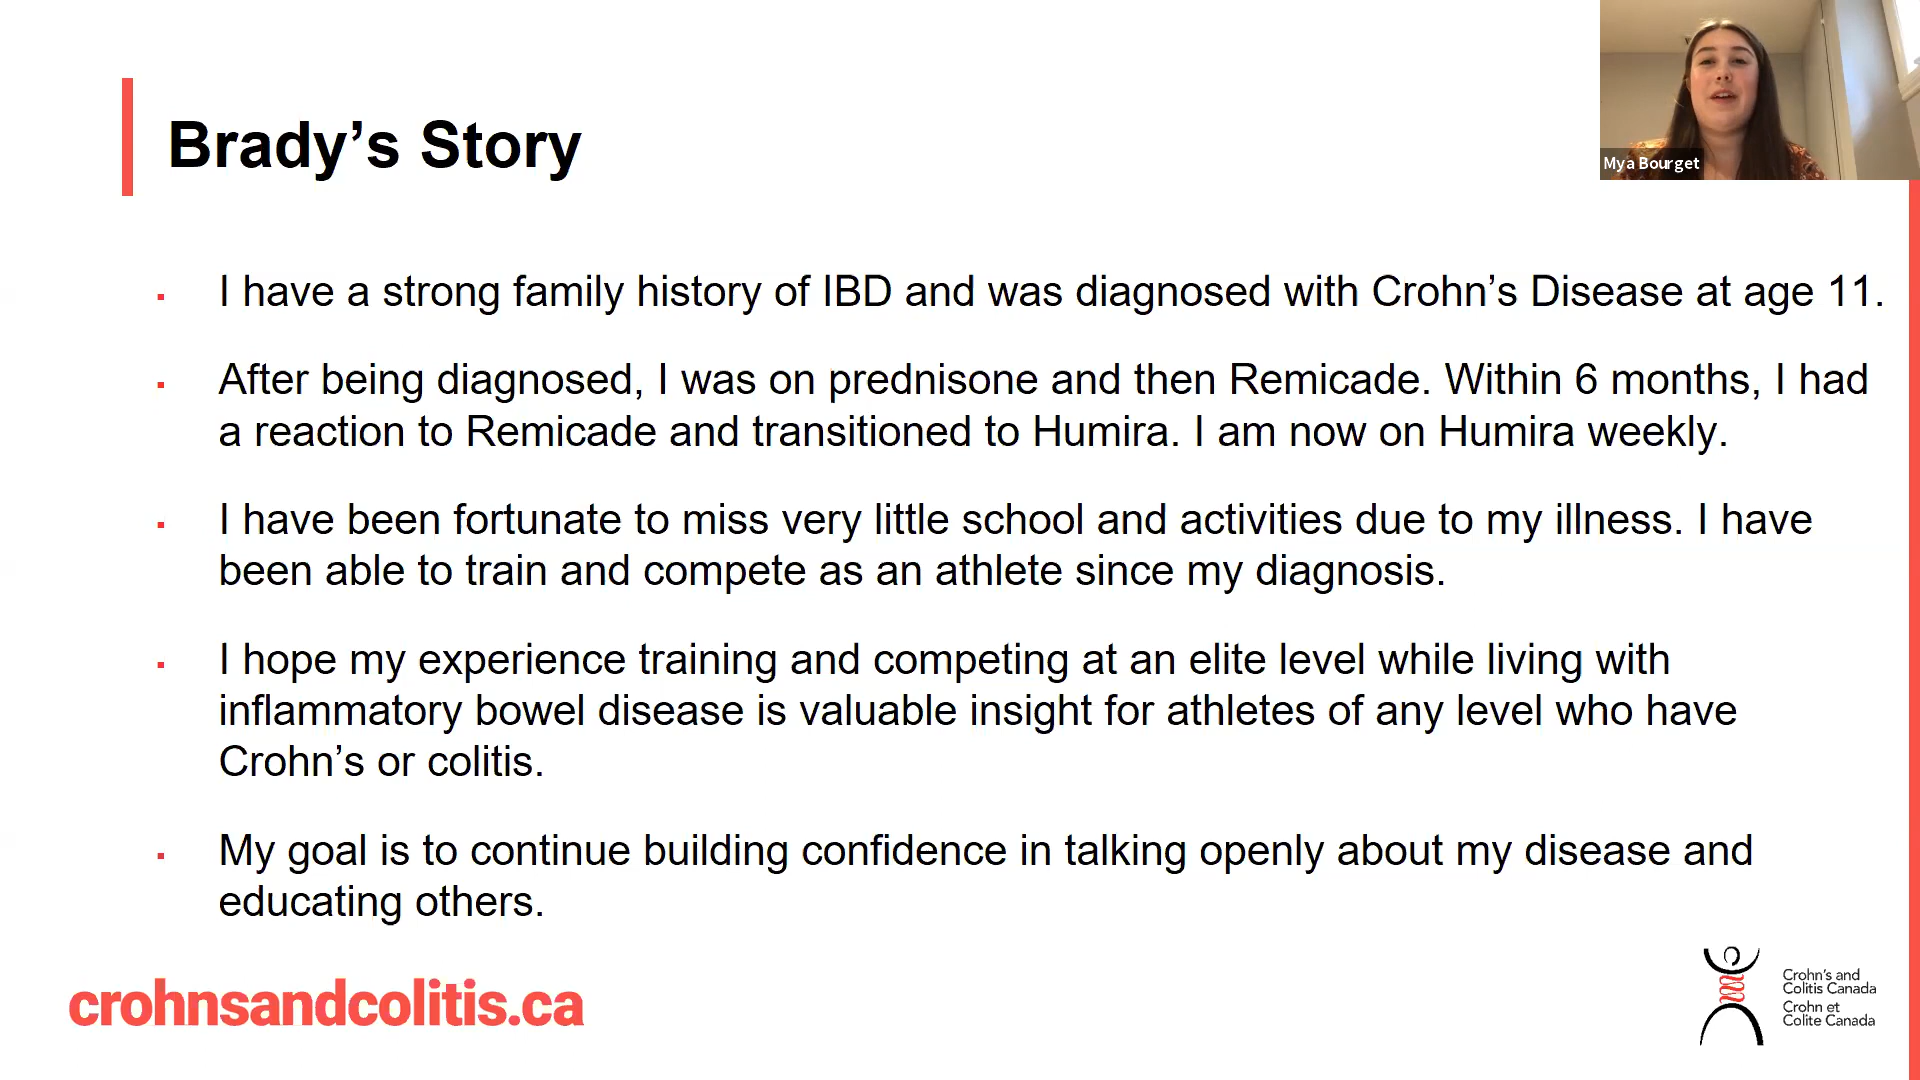 Brady’s Story
Mya Bourget
I have a strong family history of IBD and was diagnosed with Crohn’s Disease at age 11.
After being diagnosed, I was on prednisone and then Remicade. Within 6 months, I had
a reaction to Remicade and transitioned to Humira. I am now on Humira weekly.
I have been fortunate to miss very little school and activities due to my illness. I have
been able to train and compete as an athlete since my diagnosis.
I hope my experience training and competing at an elite level while living with
inflammatory bowel disease is valuable insight for athletes of any level who have
Crohn’s or colitis.
My goal is to continue building confidence in talking openly about my disease and
educating others.
crohnsandcolitis.ca
Crohn’s and
Colitis Canada
Crohn et
Colite Canada